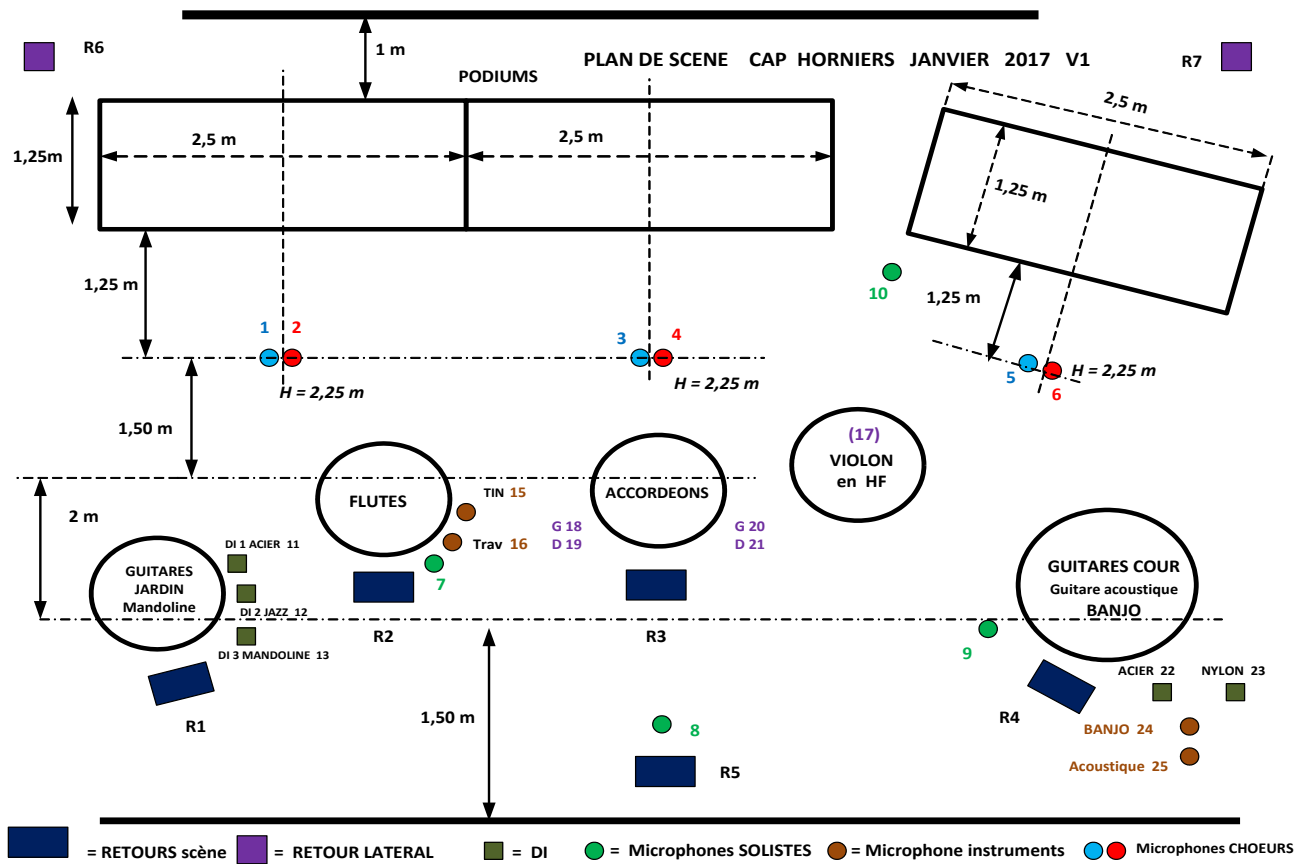 R6
1 m
PLAN DE SCENE CAP HORNIERS JANVIER 2017 V1
R7
PODIUMS
2,5 m
1,25m
2,5 m
2,5 m
1,25 m
1,25 m
10
1,25 m
1 2
3 4
5 6
H = 2,25 m
H = 2,25 m
H = 2,25 m
1,50 m
(17)
VIOLON
en HF
FLUTES
TIN 15
Trav 16
7
ACCORDEONS
G 18
D 19
G 20
D 21
2 m
DI 1 ACIER 11
GUITARES
JARDIN
Mandoline
DI 2 JAZZ 12
DI 3 MANDOLINE 13
GUITARES COUR
Guitare acoustique
BANJO
R2
R3
9
ACIER 22
NYLON 23
R1
1,50 m
8
R4
BANJO 24
Acoustique 25
R5
= RETOURS scène
= RETOUR LATERAL
= DI
= Microphones SOLISTES
= Microphone instruments
Microphones CHOEURS